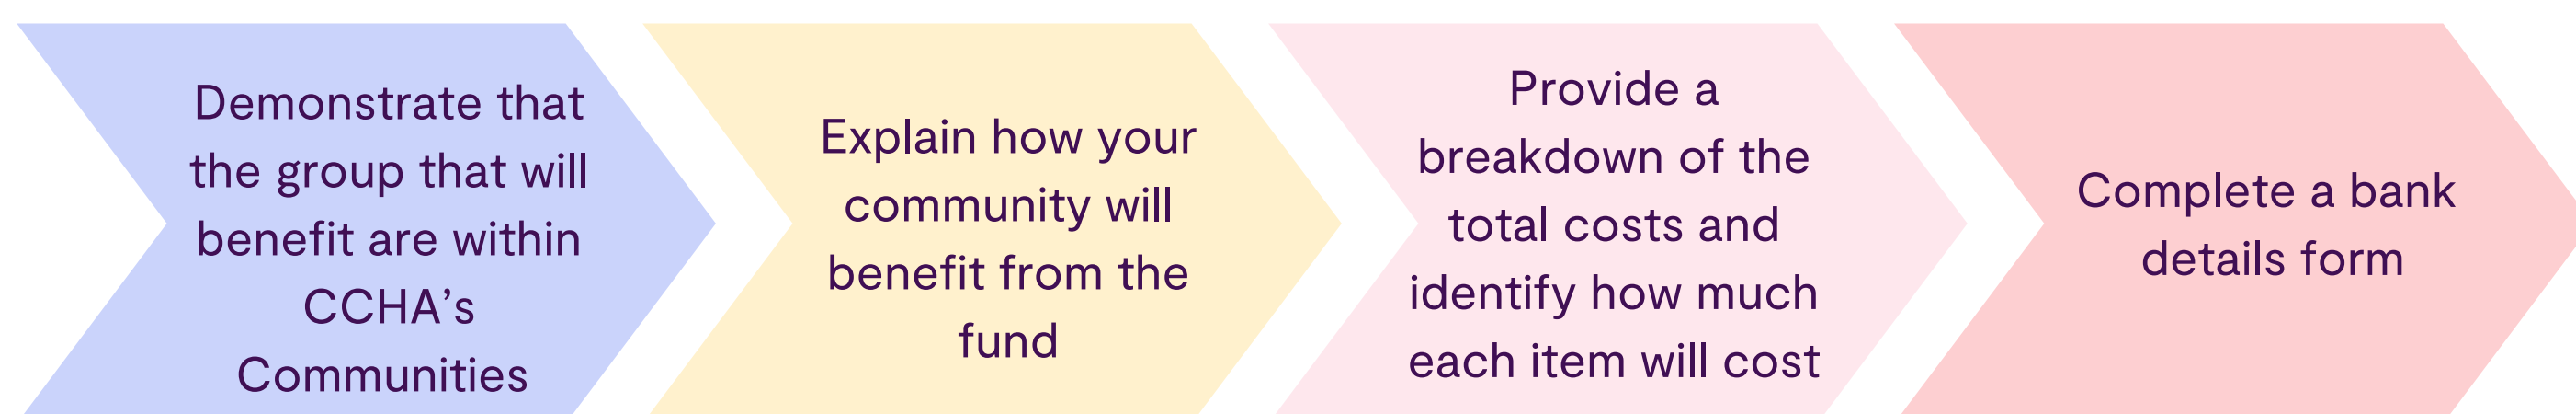 Demonstrate that
the group that will
benefit are within
CCHA’s
Communities
Explain how your
community will
benefit from the
fund
Provide a
breakdown of the
total costs and
identify how much
each item will cost
Complete a bank
details form